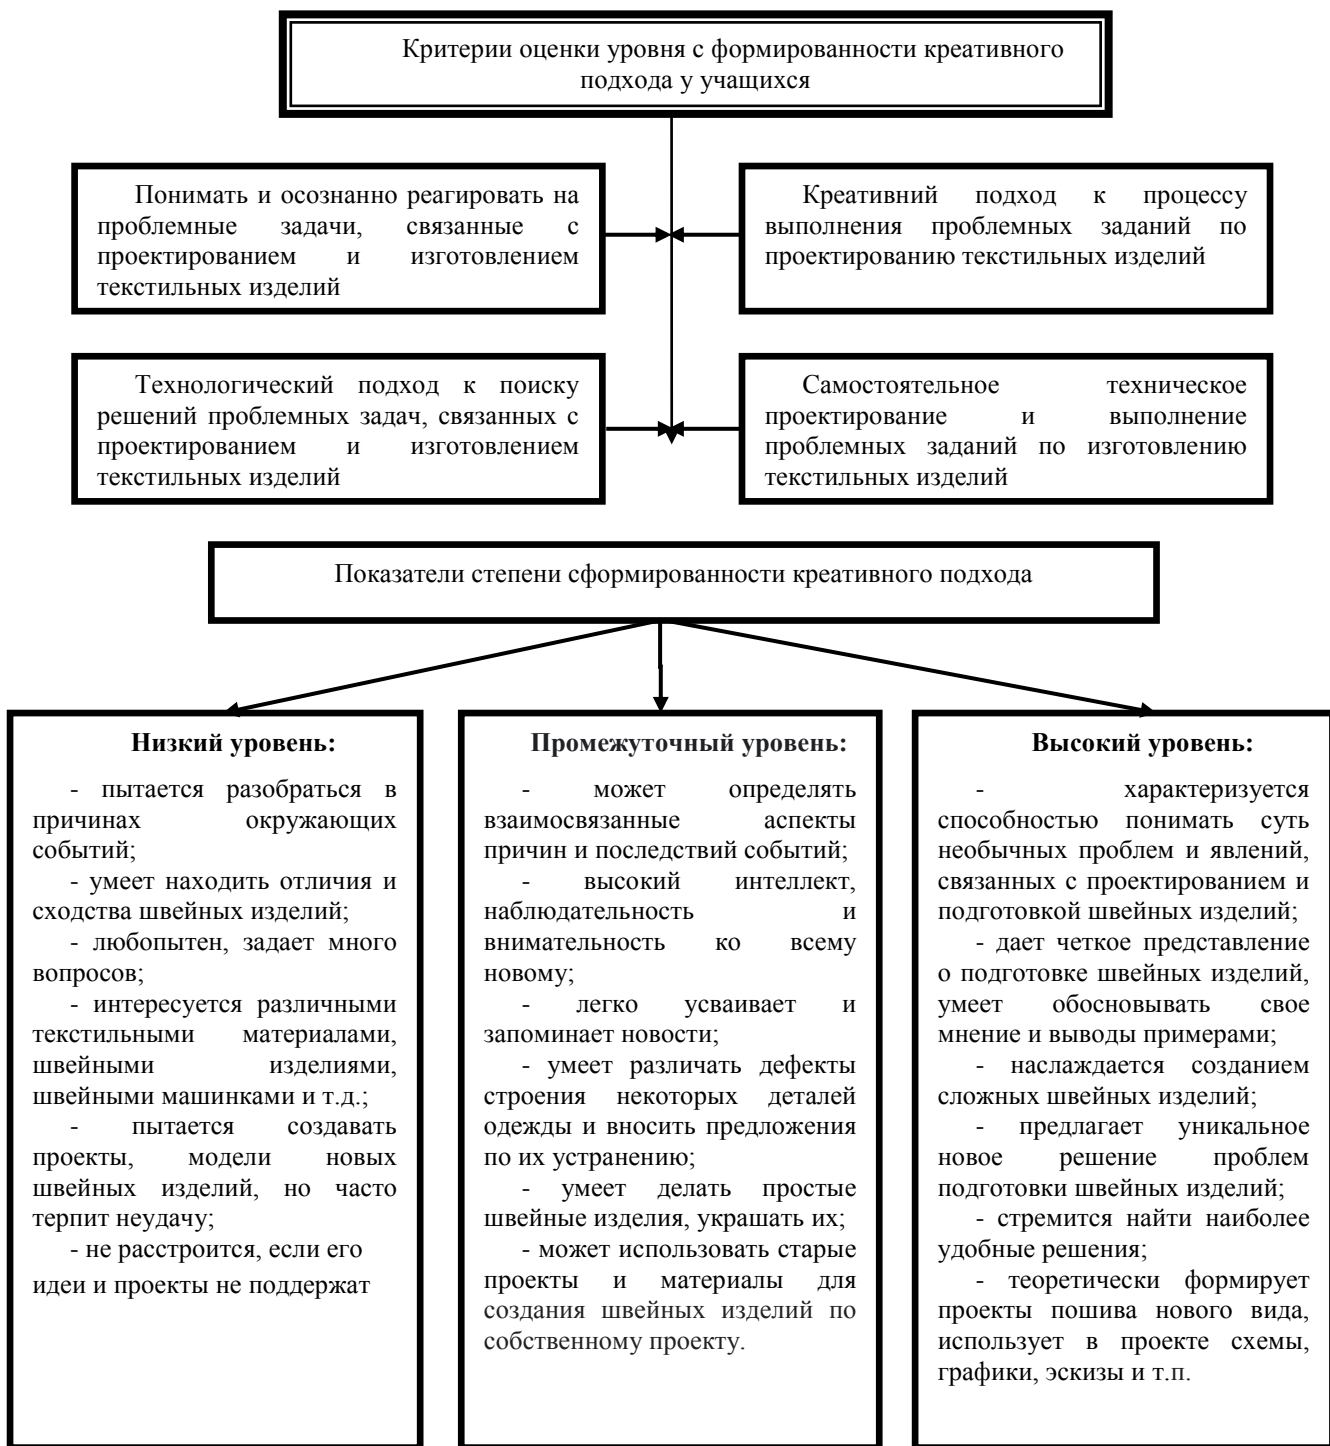 Критерии оценки уровня с формированности креативного
подхода у учащихся
Понимать и осознанно реагировать на
проблемные задачи, связанные с
проектированием и изготовлением
текстильных изделий
Креативний подход к процессу
выполнения проблемных заданий по
проектированию текстильных изделий
Технологический подход к поиску
решений проблемных задач, связанных с
проектированием и изготовлением
текстильных изделий
Самостоятельное техническое
проектирование и выполнение
проблемных заданий по изготовлению
текстильных изделий
Показатели степени сформированности креативного подхода
Низкий уровень:
- пытается разобраться в
причинах окружающих
событий;
- умеет находить отличия и
сходства швейных изделий;
- любопытен, задает много
вопросов;
- интересуется различными
текстильными материалами,
швейными изделиями,
швейными машинками и т.д.;
- пытается создавать
проекты, модели новых
швейных изделий, но часто
терпит неудачу;
- не расстроится, если его
идеи и проекты не поддержат
Промежуточный уровень:
- может определять
взаимосвязанные аспекты
причин и последствий событий;
- высокий интеллект,
наблюдательность и
внимательность ко всему
новому;
- легко усваивает и
запоминает новости;
- умеет различать дефекты
строения некоторых деталей
одежды и вносить предложения
по их устранению;
- умеет делать простые
швейные изделия, украшать их;
- может использовать старые
проекты и материалы для
создания швейных изделий по
собственному проекту.
Высокий уровень:
- характеризуется
способностью понимать суть
необычных проблем и явлений,
связанных с проектированием и
подготовкой швейных изделий;
- дает четкое представление
о подготовке швейных изделий,
умеет обосновывать свое
мнение и выводы примерами;
- наслаждается созданием
сложных швейных изделий;
- предлагает уникальное
новое решение проблем
подготовки швейных изделий;
- стремится найти наиболее
удобные решения;
- теоретически формирует
проекты пошива нового вида,
использует в проекте схемы,
графики, эскизы и т.п.